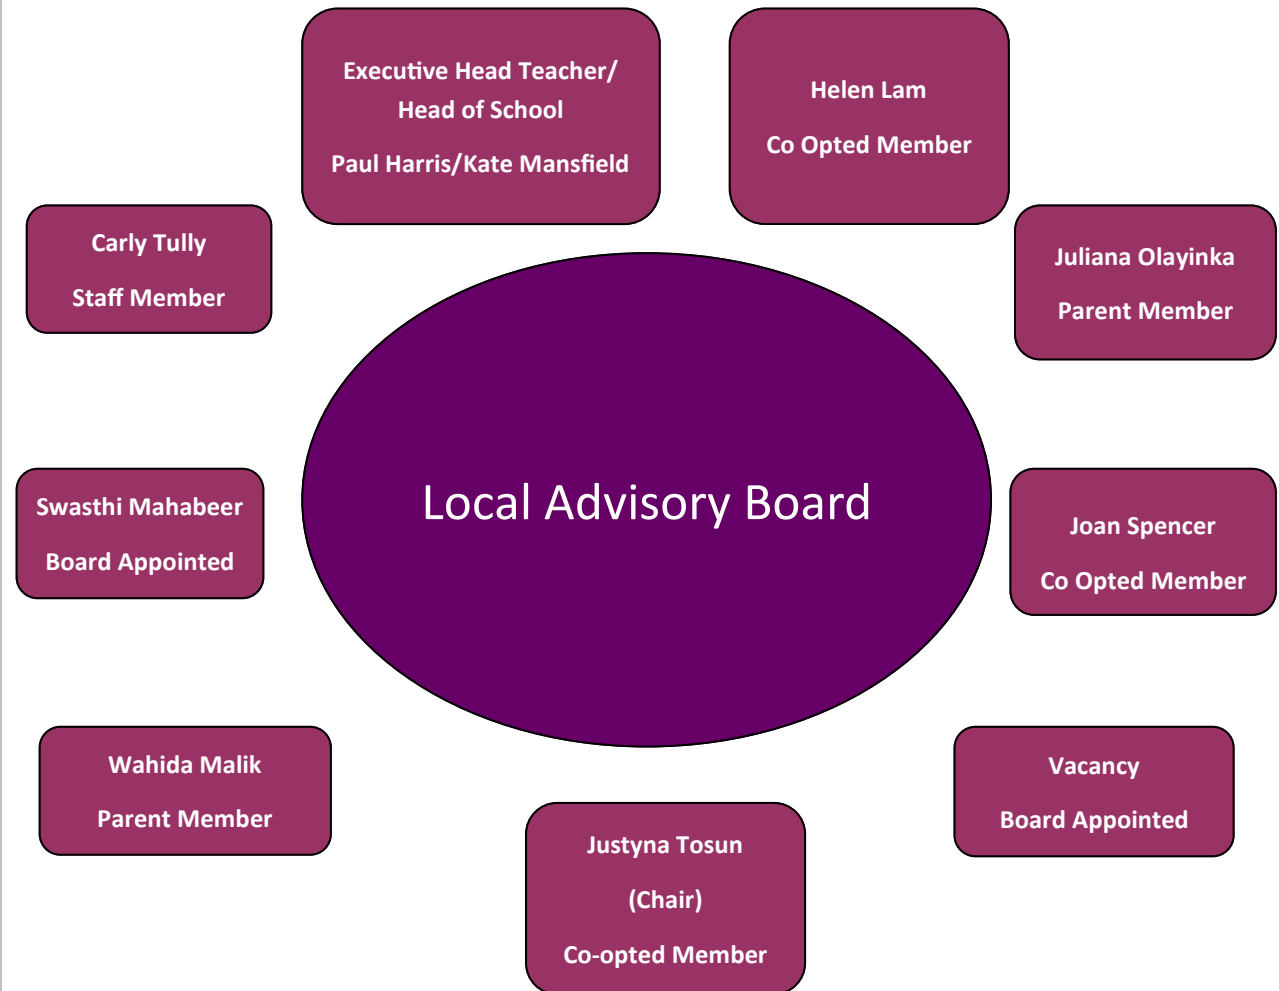 Executive Head Teacher/
Head of School
Paul Harris/Kate Mansfield
Helen Lam
Co Opted Member
Carly Tully
Staff Member
Juliana Olayinka
Parent Member
Local Advisory Board
Swasthi Mahabeer
Board Appointed
Joan Spencer
Co Opted Member
Wahida Malik
Parent Member
Vacancy
Board Appointed
Justyna Tosun
(Chair)
Co-opted Member